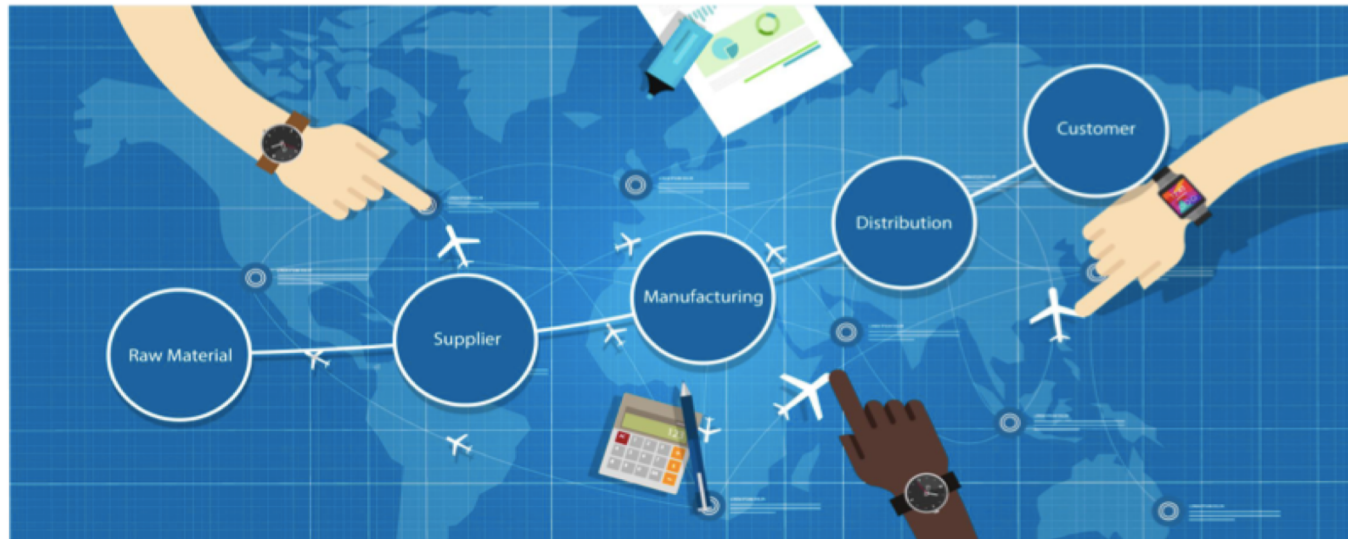 Customer
Distribution
Manufacturing
Supplier
Raw Material